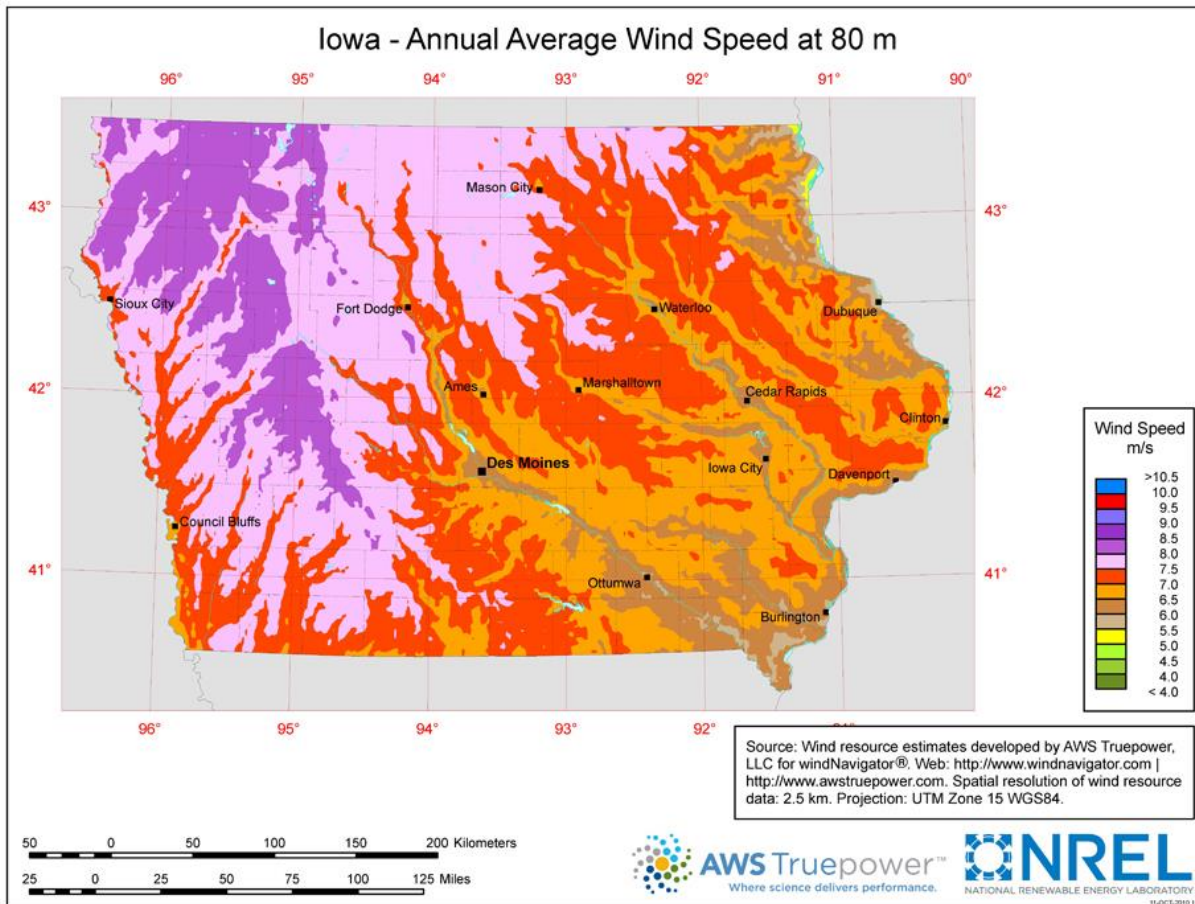 Iowa - Annual Average Wind Speed at 80 m
96° 95° 94° 93° 92° 91° 90°
Mason City
43° 43°
Sioux City
Fort Dodge
Waterloo
Dubuque
42° 42°
Ames
Marshalltown
Cedar Rapids
Clinton
Des Moines
Iowa City
Davenport
Council Bluffs
41° 41°
Ottumwa
Burlington
96° 95° 94° 93° 92°
Wind Speed
m/s
>10.5
10.0
9.5
9.0
8.5
8.0
7.5
7.0
6.5
6.0
5.5
5.0
4.5
4.0
< 4.0
Source: Wind resource estimates developed by AWS Truepower,
LLC for windNavigator®. Web: http://www.windnavigator.com |
http://www.awstruepower.com. Spatial resolution of wind resource
data: 2.5 km. Projection: UTM Zone 15 WGS84.
50 0 50 100 150 200 Kilometers
25 0 25 50 75 100 125 Miles
AWS Truepower™
Where science delivers performance.
NREL
NATIONAL RENEWABLE ENERGY LABORATORY